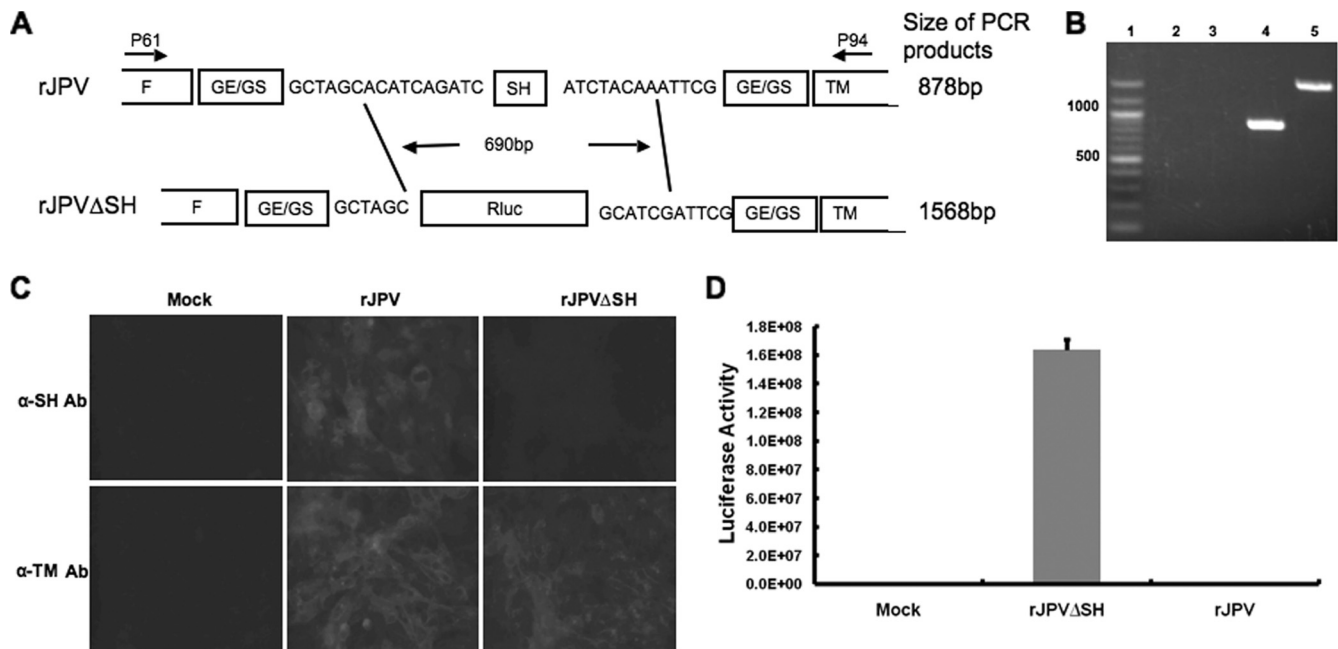 A
P61
P94
Size of PCR
products
rJPV
F
GE/GS
GCTAGCACATCAGATC
SH
ATCTACAAATTCG
GE/GS
TM
878bp
690bp
rJPVΔSH
F
GE/GS
GCTAGC
Rluc
GCATCGATTCG
GE/GS
TM
1568bp
B
1 2 3 4 5
1000
500
C
Mock rJPV rJPVΔSH
α-SH Ab
α-TM Ab
D
Luciferase Activity
1.8E+08
1.6E+08
1.4E+08
1.2E+08
1.0E+08
8.0E+07
6.0E+07
4.0E+07
2.0E+07
0.0E+00
Mock rJPVΔSH rJPV